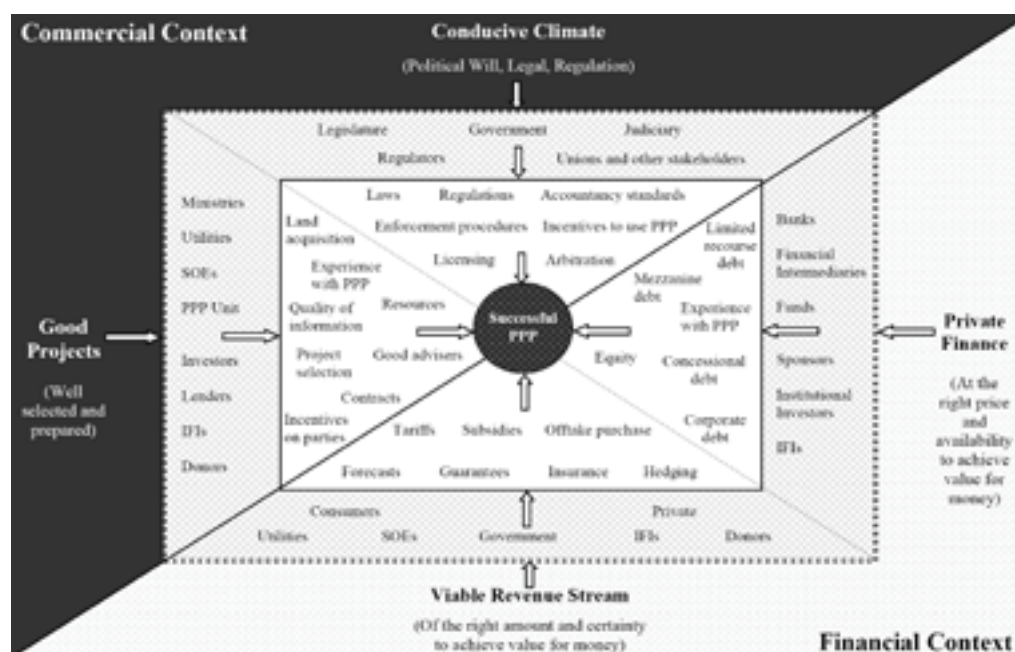 Commercial Context
Conducive Climate
(Political Will, Legal, Regulation)
Legislature
Government
Judiciary
Regulators
Unions and other stakeholders
Ministries
Utilities
SOEs
PPP Unit
Investors
Lenders
IFIs
Donors
Good
Projects
(Well
selected and
prepared)
Laws
Regulations
Accountancy standards
Enforcement procedures
Incentives to use PPP
Licensing
Arbitration
Land
acquisition
Experience
with PPP
Quality of
information
Resources
Project
selection
Good advisers
Contracts
Incentives
on parties
Successful
PPP
Limited
recourse
debt
Mezzanine
debt
Experience
with PPP
Equity
Concessional
debt
Corporate
debt
Tariffs
Subsidies
Offtake purchase
Forecasts
Guarantees
Insurance
Hedging
Banks
Financial
Intermediaries
Funds
Sponsors
Institutional
Investors
IFIs
Private
Finance
(At the
right price
and
availability
to achieve
value for
money)
Consumers
Private
Utilities
SOEs
Government
IFIs
Donors
Viable Revenue Stream
(Of the right amount and certainty
to achieve value for money)
Financial Context